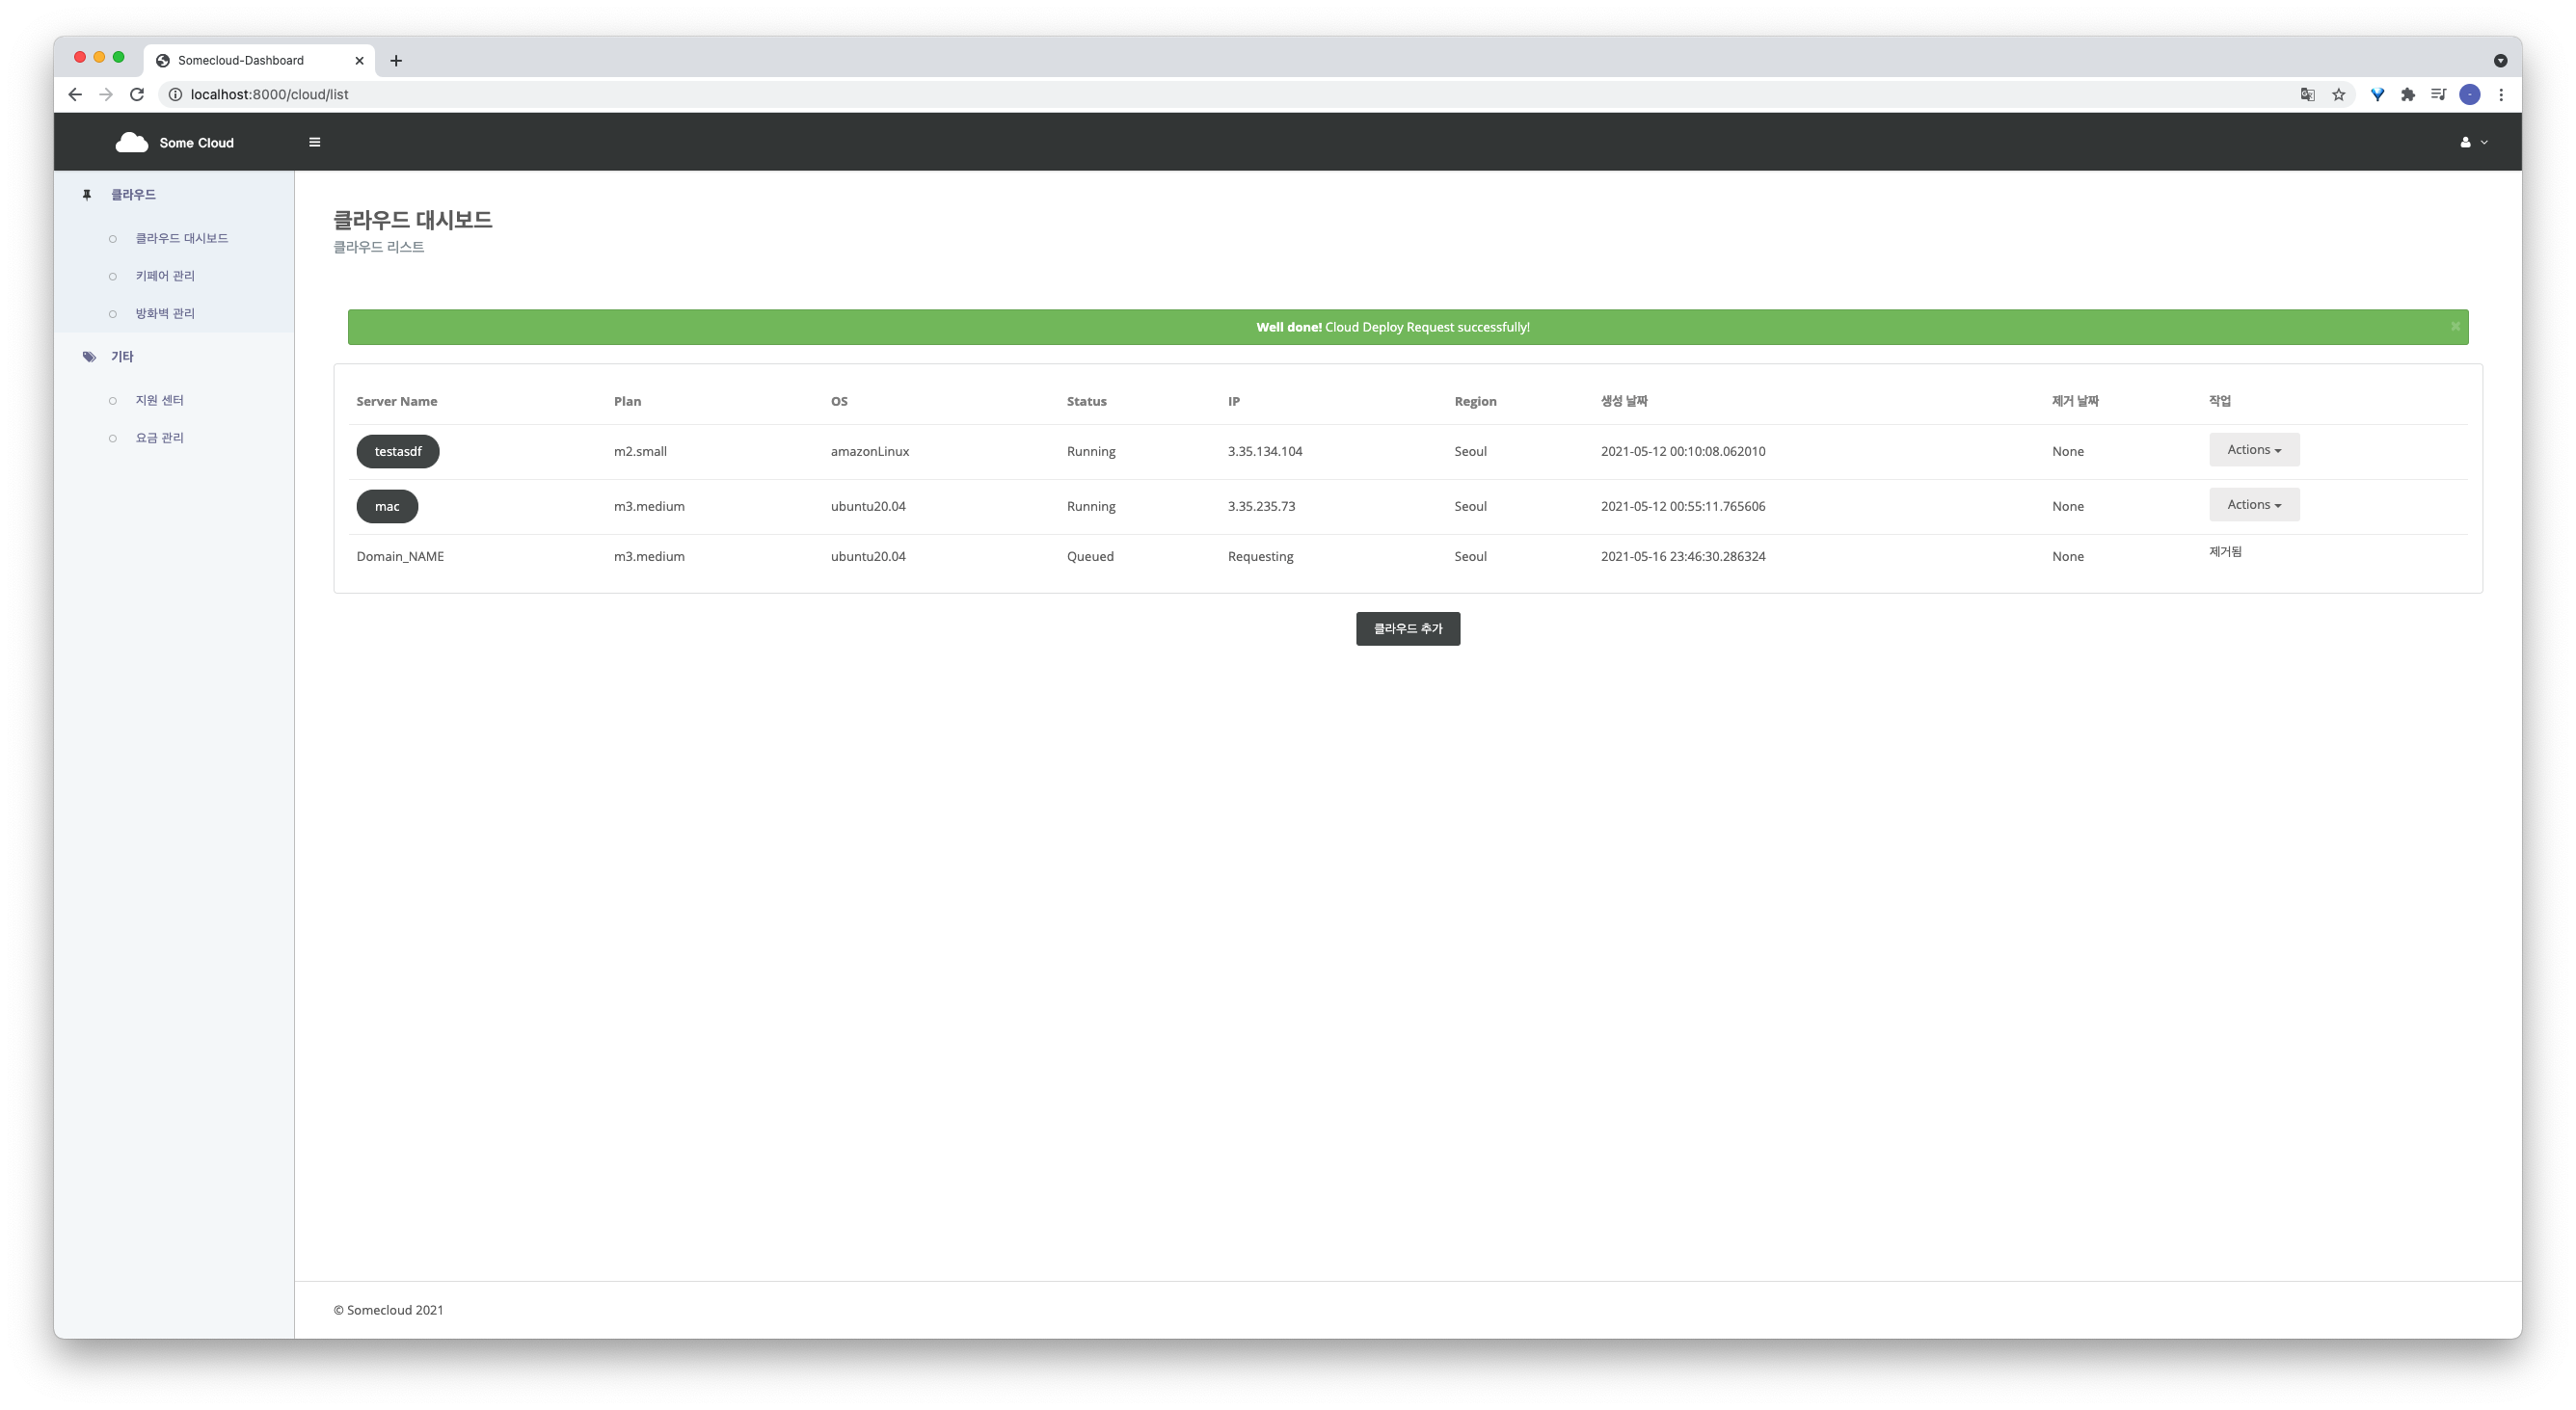 Somecloud-Dashboard
localhost:8000/cloud/list
Some Cloud
클라우드
클라우드 대시보드
키페어 관리
방화벽 관리
기타
지원 센터
요금 관리
클라우드 대시보드
클라우드 리스트
Well done! Cloud Deploy Request successfully!
Server Name Plan OS Status IP Region 생성 날짜 제거 날짜 작업
testasdf m2.small amazonLinux Running 3.35.134.104 Seoul 2021-05-12 00:10:08.062010 None Actions
mac m3.medium ubuntu20.04 Running 3.35.235.73 Seoul 2021-05-12 00:55:11.765606 None Actions
Domain_NAME m3.medium ubuntu20.04 Queued Requesting Seoul 2021-05-16 23:46:30.286324 None 제거됨
클라우드 추가
© Somecloud 2021